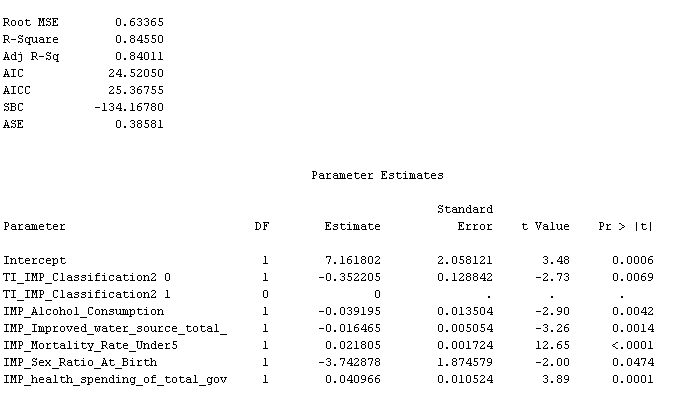 Root MSE 0.63365
R-Square 0.84550
Adj R-Sq 0.84011
AIC 24.52050
AICC 25.36755
SBC -134.16780
ASE 0.38581
Parameter Estimates
Standard
Parameter DF Estimate Error t Value Pr > |t|
Intercept 1 7.161802 2.058121 3.48 0.0006
TI_IMP_Classification2 0 1 -0.352205 0.128842 -2.73 0.0069
TI_IMP_Classification2 1 0 0 . . .
IMP_Alcohol_Consumption 1 -0.039195 0.013504 -2.90 0.0042
IMP_Improved_water_source_total_ 1 -0.016465 0.005054 -3.26 0.0014
IMP_Mortality_Rate_Under5 1 0.021805 0.001724 12.65 <.0001
IMP_Sex_Ratio_At_Birth 1 -3.742878 1.874579 -2.00 0.0474
IMP_health_spending_of_total_gov 1 0.040966 0.010524 3.89 0.0001